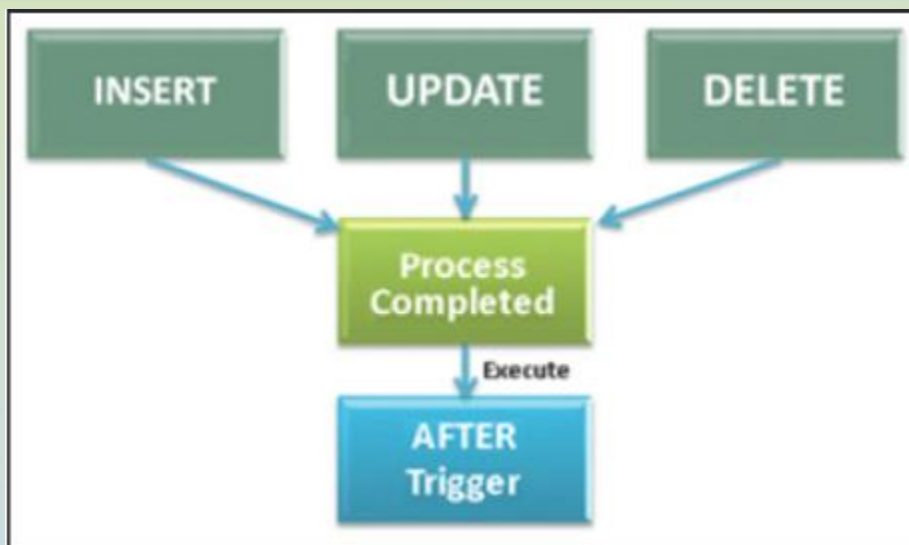 INSERT
UPDATE
DELETE
Process
Completed
Execute
AFTER
Trigger